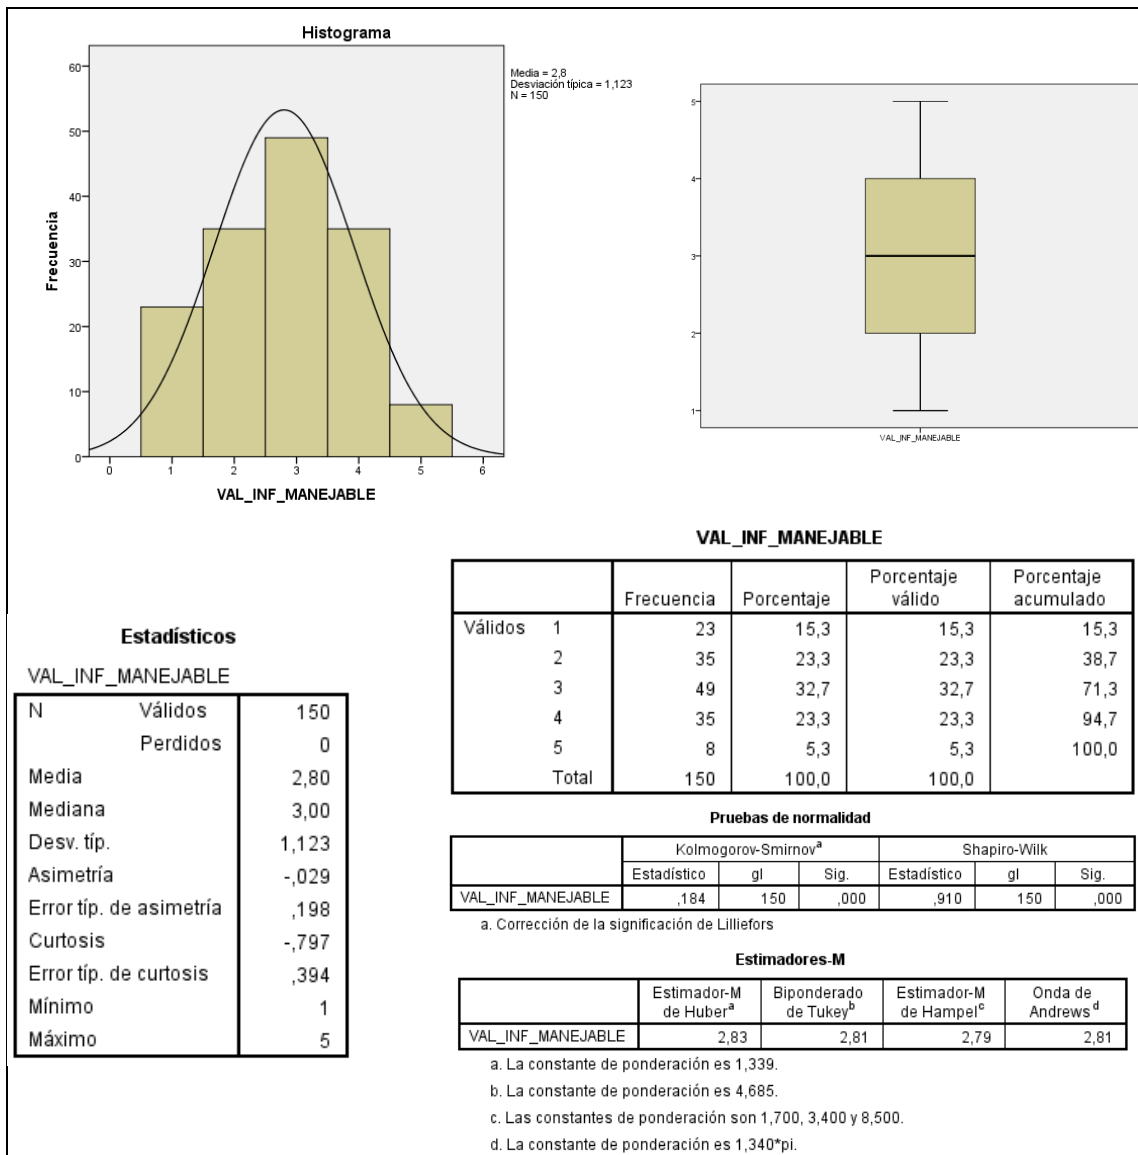 Histograma
Media = 2,8
Desviación típica = 1,123
N = 150
60
50
40
30
20
10
0
Frecuencia
0 1 2 3 4 5 6
VAL_INF_MANEJABLE
5
4
3
2
1
VAL_INF_MANEJABLE
Estadísticos
VAL_INF_MANEJABLE
N Válidos 150
Perdidos 0
Media 2,80
Mediana 3,00
Desv. típ. 1,123
Asimetría -,029
Error típ. de asimetría ,198
Curtosis -,797
Error típ. de curtosis ,394
Mínimo 1
Máximo 5
VAL_INF_MANEJABLE
Frecuencia Porcentaje Porcentaje válido Porcentaje acumulado
Válidos 1 23 15,3 15,3 15,3
2 35 23,3 23,3 38,7
3 49 32,7 32,7 71,3
4 35 23,3 23,3 94,7
5 8 5,3 5,3 100,0
Total 150 100,0 100,0
Pruebas de normalidad
Kolmogorov-Smirnov^a Shapiro-Wilk
Estadístico gl Sig. Estadístico gl Sig.
VAL_INF_MANEJABLE ,184 150 ,000 ,910 150 ,000
a. Corrección de la significación de Lilliefors
Estimadores-M
Estimador-M de Huber^a Biponderado de Tukey^b Estimador-M de Hampel^c Onda de Andrews^d
VAL_INF_MANEJABLE 2,83 2,81 2,79 2,81
a. La constante de ponderación es 1,339.
b. La constante de ponderación es 4,685.
c. Las constantes de ponderación son 1,700, 3,400 y 8,500.
d. La constante de ponderación es 1,340*pi.